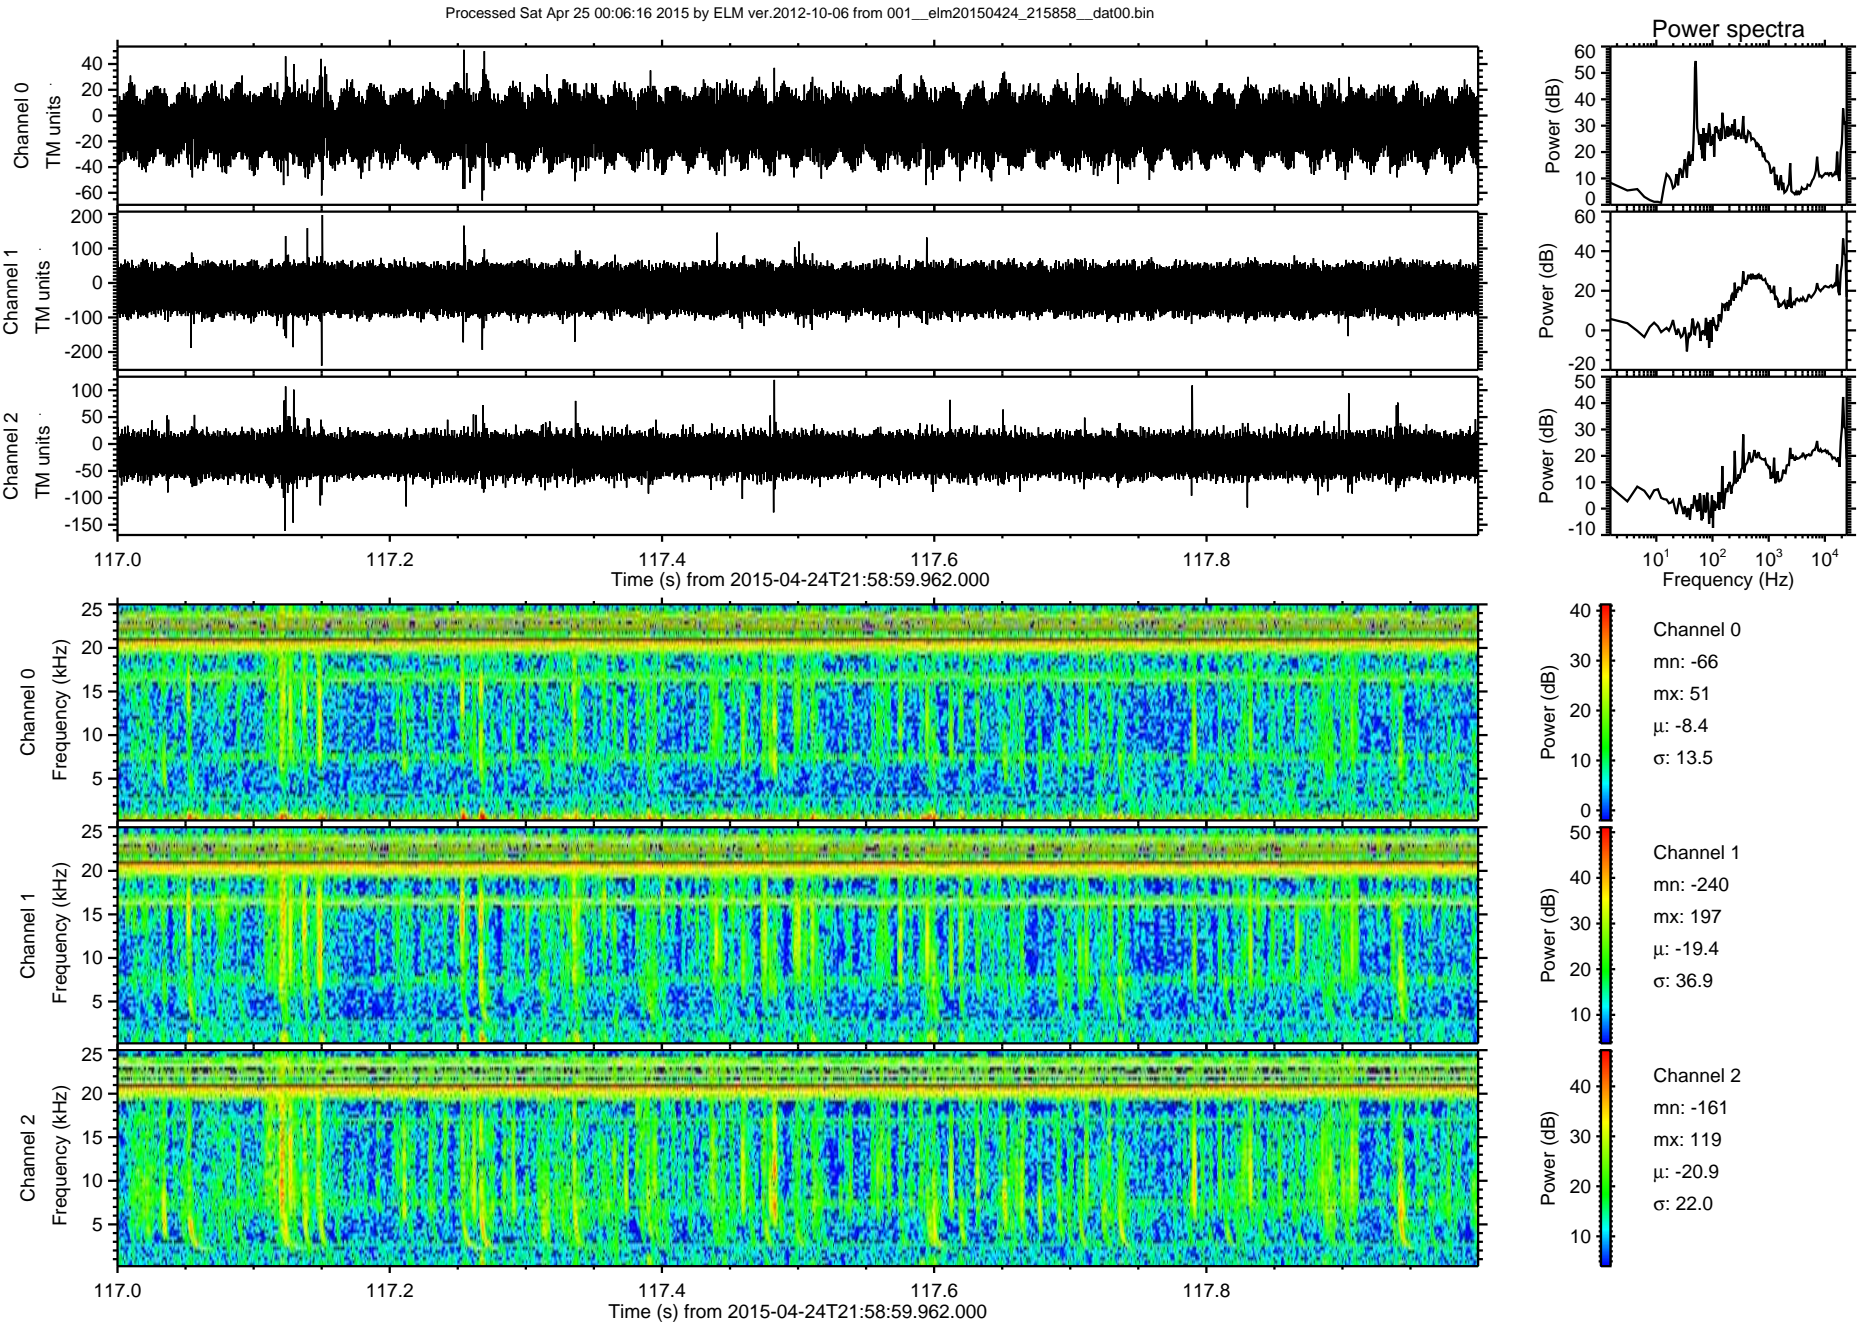 Processed Sat Apr 25 00:06:16 2015 by ELM ver.2012-10-06 from 001__elm20150424_215858__dat00.bin
Power spectra
Channel 0
TM units
40
20
0
-20
-40
-60
Power (dB)
60
50
40
30
20
10
0
Channel 1
TM units
200
100
0
-100
-200
Power (dB)
60
40
20
0
-20
Channel 2
TM units
100
50
0
-50
-100
-150
Power (dB)
50
40
30
20
10
0
-10
117.0 117.2 117.4 117.6 117.8
Time (s) from 2015-04-24T21:58:59.962.000
10¹ 10² 10³ 10⁴
Frequency (Hz)
Channel 0
Frequency (kHz)
25
20
15
10
5
Power (dB)
40
30
20
10
0
Channel 0
mn: -66
mx: 51
μ: -8.4
σ: 13.5
Channel 1
Frequency (kHz)
25
20
15
10
5
Power (dB)
50
40
30
20
10
Channel 1
mn: -240
mx: 197
μ: -19.4
σ: 36.9
Channel 2
Frequency (kHz)
25
20
15
10
5
Power (dB)
40
30
20
10
Channel 2
mn: -161
mx: 119
μ: -20.9
σ: 22.0
117.0 117.2 117.4 117.6 117.8
Time (s) from 2015-04-24T21:58:59.962.000